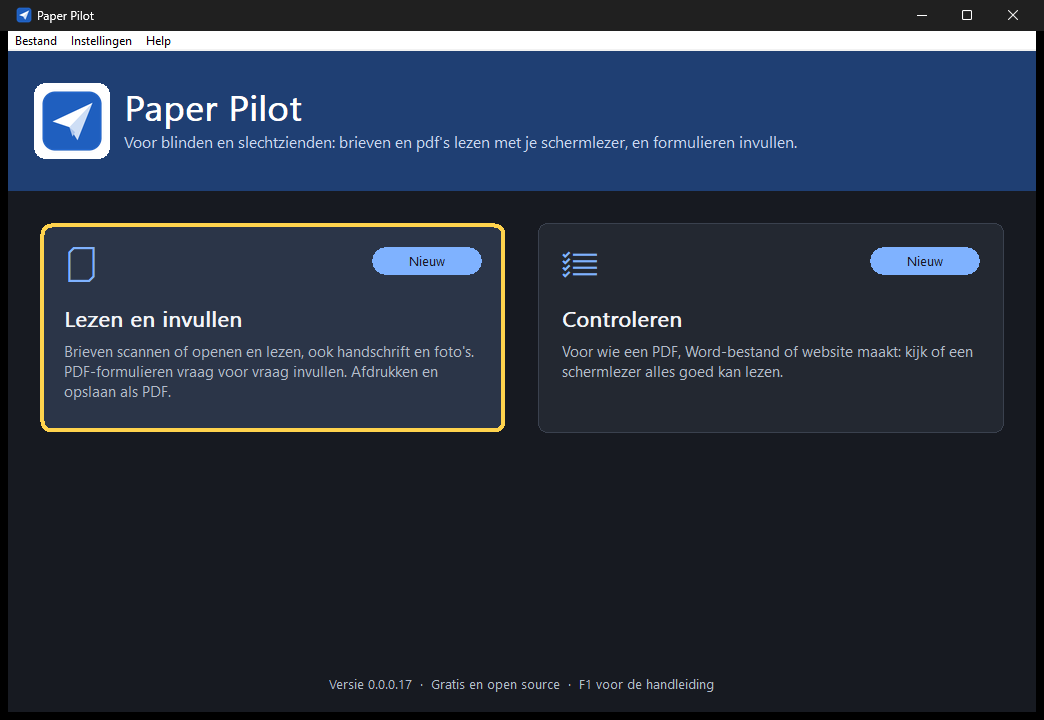 Paper Pilot
Bestand Instellingen Help
Paper Pilot
Voor blinden en slechtzienden: brieven en pdf's lezen met je schermlezer, en formulieren invullen.
Nieuw
Lezen en invullen
Brieven scannen of openen en lezen, ook handschrift en foto's.
PDF-formulieren vraag voor vraag invullen. Afdrukken en
opslaan als PDF.
Nieuw
Controleren
Voor wie een PDF, Word-bestand of website maakt: kijk of een
schermlezer alles goed kan lezen.
Versie 0.0.0.17 · Gratis en open source · F1 voor de handleiding